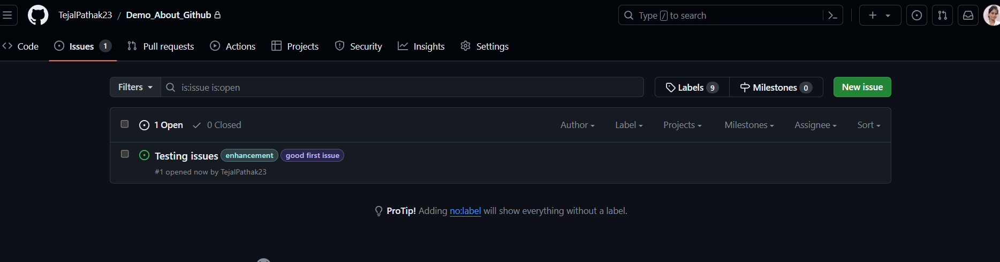 TejalPathak23 / Demo_About_Github
Type / to search
Code Issues 1 Pull requests Actions Projects Security Insights Settings
Filters is:issue is:open Labels 9 Milestones 0 New issue
1 Open 0 Closed Author Label Projects Milestones Assignee Sort
Testing issues enhancement good first issue
#1 opened now by TejalPathak23
ProTip! Adding no:label will show everything without a label.